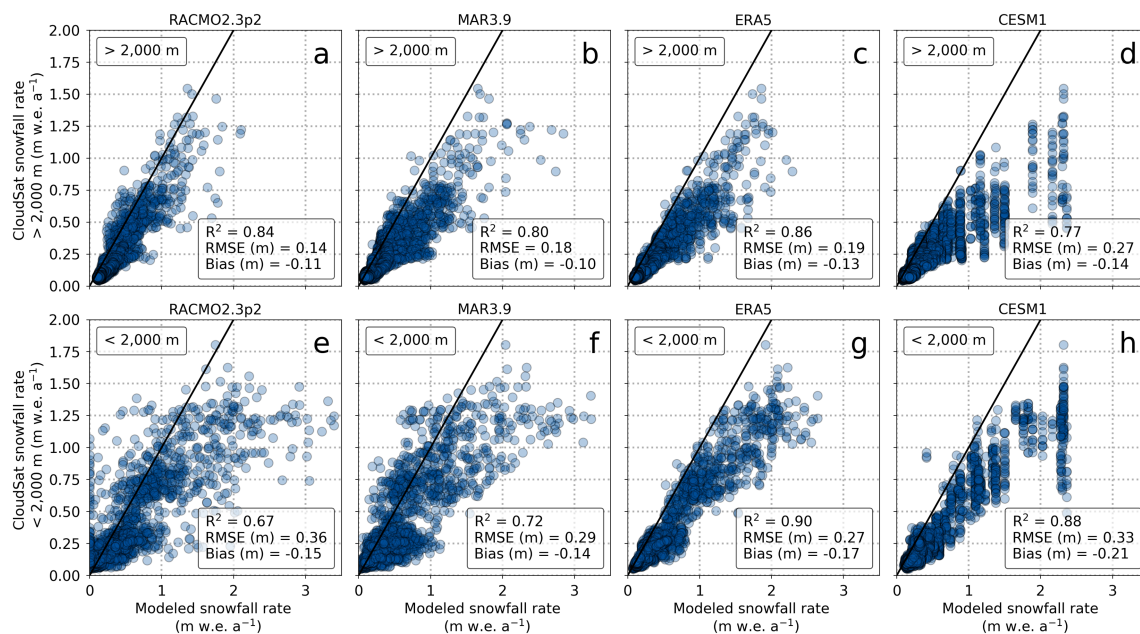 RACMO2.3p2
MAR3.9
ERA5
CESM1
2.00
1.75
1.50
1.25
1.00
0.75
0.50
0.25
0.00
CloudSat snowfall rate
> 2,000 m (m w.e. a⁻¹)
> 2,000 m
a
R² = 0.84
RMSE (m) = 0.14
Bias (m) = -0.11
> 2,000 m
b
R² = 0.80
RMSE (m) = 0.18
Bias (m) = -0.10
> 2,000 m
c
R² = 0.86
RMSE (m) = 0.19
Bias (m) = -0.13
> 2,000 m
d
R² = 0.77
RMSE (m) = 0.27
Bias (m) = -0.14
RACMO2.3p2
MAR3.9
ERA5
CESM1
2.00
1.75
1.50
1.25
1.00
0.75
0.50
0.25
0.00
CloudSat snowfall rate
< 2,000 m (m w.e. a⁻¹)
< 2,000 m
e
R² = 0.67
RMSE (m) = 0.36
Bias (m) = -0.15
< 2,000 m
f
R² = 0.72
RMSE (m) = 0.29
Bias (m) = -0.14
< 2,000 m
g
R² = 0.90
RMSE (m) = 0.27
Bias (m) = -0.17
< 2,000 m
h
R² = 0.88
RMSE (m) = 0.33
Bias (m) = -0.21
0 1 2 3
0 1 2 3
0 1 2 3
0 1 2 3
Modeled snowfall rate
(m w.e. a⁻¹)
Modeled snowfall rate
(m w.e. a⁻¹)
Modeled snowfall rate
(m w.e. a⁻¹)
Modeled snowfall rate
(m w.e. a⁻¹)